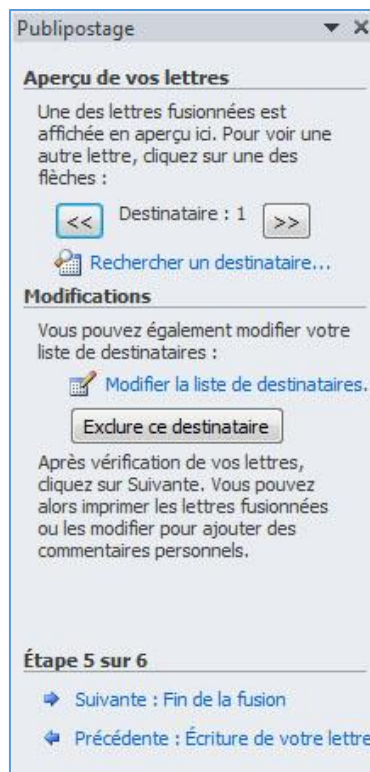 Publipostage
Aperçu de vos lettres
Une des lettres fusionnées est
affichée en aperçu ici. Pour voir une
autre lettre, cliquez sur une des
flèches :
<< Destinataire : 1 >>
Rechercher un destinataire...
Modifications
Vous pouvez également modifier votre
liste de destinataires :
Modifier la liste de destinataires.
Exclure ce destinataire
Après vérification de vos lettres,
cliquez sur Suivante. Vous pouvez
alors imprimer les lettres fusionnées
ou les modifier pour ajouter des
commentaires personnels.
Étape 5 sur 6
Suivante : Fin de la fusion
Précédente : Écriture de votre lettre